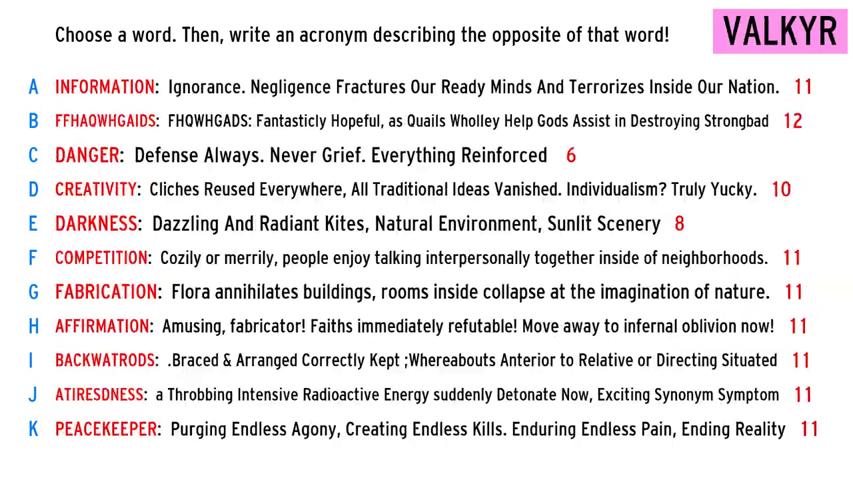 Choose a word. Then, write an acronym describing the opposite of that word!
VALKYR
A INFORMATION: Ignorance. Negligence Fractures Our Ready Minds And Terrorizes Inside Our Nation. 11
B FFHAQWHGAIDS: FHQWHGADS: Fantasticly Hopeful, as Quails Wholley Help Gods Assist in Destroying Strongbad 12
C DANGER: Defense Always. Never Grief. Everything Reinforced 6
D CREATIVITY: Cliches Reused Everywhere, All Traditional Ideas Vanished. Individualism? Truly Yucky. 10
E DARKNESS: Dazzling And Radiant Kites, Natural Environment, Sunlit Scenery 8
F COMPETITION: Cozily or merrily, people enjoy talking interpersonally together inside of neighborhoods. 11
G FABRICATION: Flora annihilates buildings, rooms inside collapse at the imagination of nature. 11
H AFFIRMATION: Amusing, fabricator! Faiths immediately refutable! Move away to infernal oblivion now! 11
I BACKWATRODS: .Braced & Arranged Correctly Kept ;Whereabouts Anterior to Relative or Directing Situated 11
J ATIRESDNESS: a Throbbing Intensive Radioactive Energy suddenly Detonate Now, Exciting Synonym Symptom 11
K PEACEKEEPER: Purging Endless Agony, Creating Endless Kills. Enduring Endless Pain, Ending Reality 11